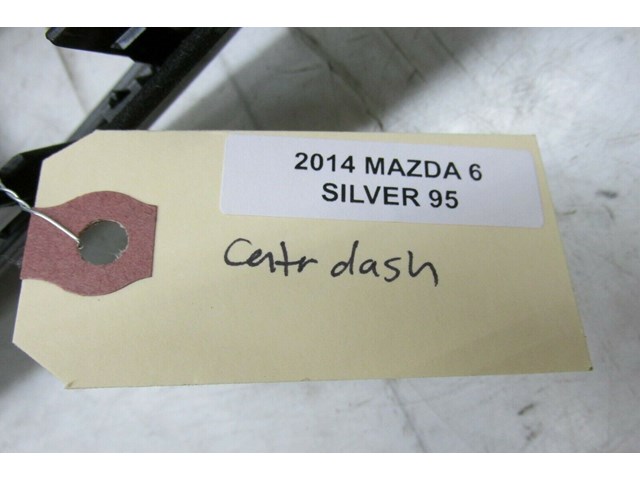 2014 MAZDA 6
SILVER 95
Centr dash